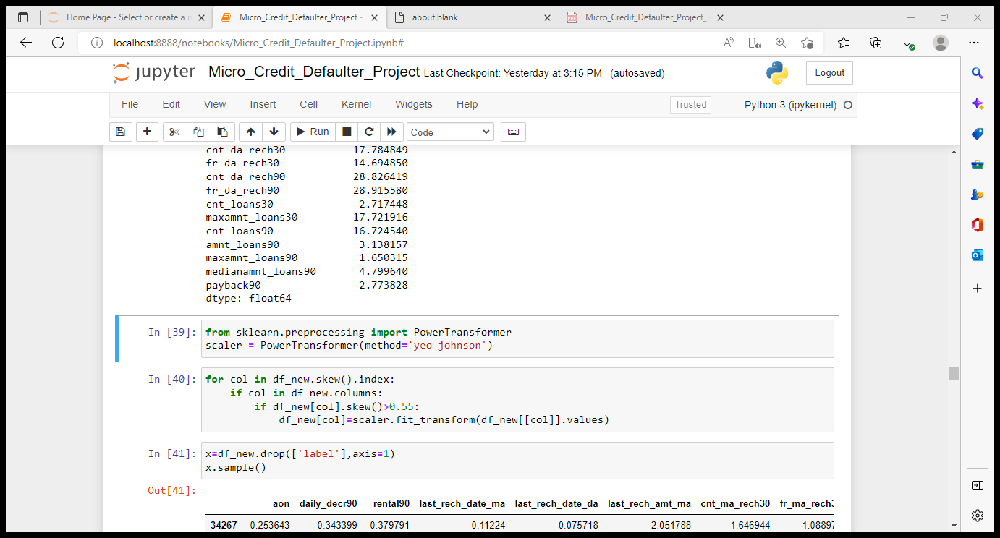 Home Page - Select or create a n
Micro_Credit_Defaulter_Project -
about:blank
Micro_Credit_Defaulter_Project_F
localhost:8888/notebooks/Micro_Credit_Defaulter_Project.ipynb#
jupyter Micro_Credit_Defaulter_Project Last Checkpoint: Yesterday at 3:15 PM (autosaved)
Logout
File Edit View Insert Cell Kernel Widgets Help Trusted Python 3 (ipykernel)
Run Code
cnt_da_rech30 17.784849
fr_da_rech30 14.694850
cnt_da_rech90 28.826419
fr_da_rech90 28.915580
cnt_loans30 2.717448
maxamnt_loans30 17.721916
cnt_loans90 16.724540
amnt_loans90 3.138157
maxamnt_loans90 1.650315
medianamnt_loans90 4.799640
payback90 2.773828
dtype: float64
In [39]: from sklearn.preprocessing import PowerTransformer
scaler = PowerTransformer(method='yeo-johnson')
In [40]: for col in df_new.skew().index:
if col in df_new.columns:
if df_new[col].skew()>0.55:
df_new[col]=scaler.fit_transform(df_new[[col]].values)
In [41]: x=df_new.drop(['label'],axis=1)
x.sample()
Out[41]:
aon daily_decr90 rental90 last_rech_date_ma last_rech_date_da last_rech_amt_ma cnt_ma_rech30 fr_ma_rech3
34267 -0.253643 -0.343399 -0.379791 -0.11224 -0.075718 -2.051788 -1.646944 -1.08897